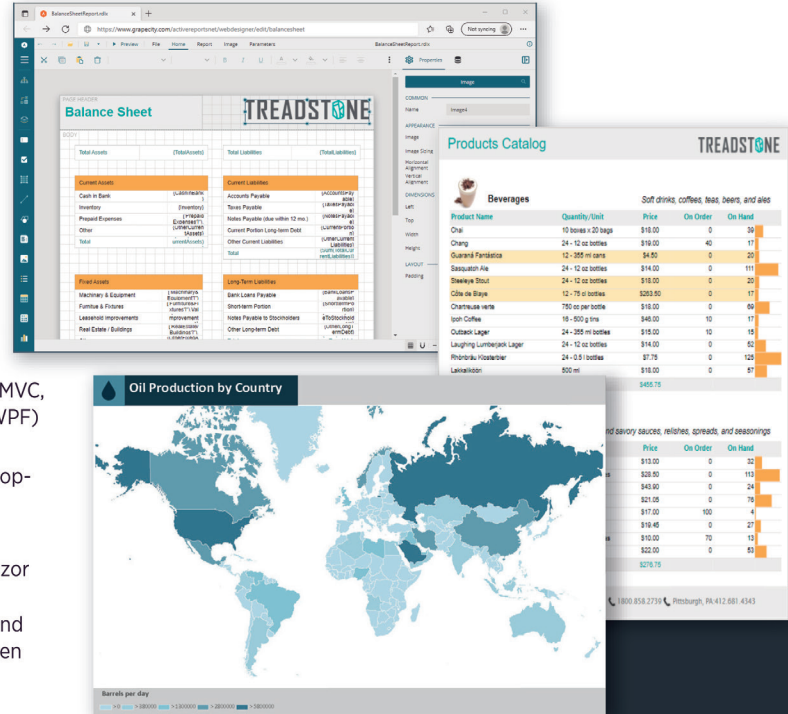 BalanceSheetReport.rdlx
https://www.grapecity.com/activereportsnet/webdesigner/edit/balancesheet
Not syncing
Preview File Home Report Image Parameters
BalanceSheetReport.rdlx
Properties
Image
COMMON
Name Image4
APPEARANCE
Image
Image Sizing
Horizontal
Alignment
Vertical
Alignment
DIMENSIONS
Left
Top
Width
Height
LAYOUT
Padding
PAGE HEADER
Balance Sheet
TREADSTONE
BODY
Total Assets {TotalAssets} Total Liabilities {TotalLiabilities}
Current Assets Current Liabilities
Cash in Bank Accounts Payable
Inventory {Inventory} Taxes Payable
Prepaid Expenses Notes Payable (due within 12 mo.)
Other Current Portion Long-term Debt
Total Other Current Liabilities
Total
Fixed Assets Long-Term Liabilities
Machinery & Equipment Bank Loans Payable
Furnitue & Fixtures Short-term Portion
Leasehold Improvements Notes Payable to Stockholders
Real Estate / Buildings Other Long-term Debt
Products Catalog
TREADSTONE
Beverages
Soft drinks, coffees, teas, beers, and ales
Product Name Quantity/Unit Price On Order On Hand
Chai 10 boxes x 20 bags $18.00 0 39
Chang 24 - 12 oz bottles $19.00 40 17
Guaraná Fantástica 12 - 355 ml cans $4.50 0 20
Sasquatch Ale 24 - 12 oz bottles $14.00 0 111
Steeleye Stout 24 - 12 oz bottles $18.00 0 20
Côte de Blaye 12 - 75 cl bottles $263.50 0 17
Chartreuse verte 750 cc per bottle $18.00 0 69
Ipoh Coffee 16 - 500 g tins $46.00 10 17
Outback Lager 24 - 355 ml bottles $15.00 10 15
Laughing Lumberjack Lager 24 - 12 oz bottles $14.00 0 52
Rhönbräu Klosterbier 24 - 0.5 l bottles $7.75 0 125
Lakkalikööri 500 ml $18.00 0 57
$455.75
nd savory sauces, relishes, spreads, and seasonings
Price On Order On Hand
$13.00 0 32
$28.50 0 113
$43.90 0 24
$21.05 0 76
$17.00 100 4
$19.45 0 27
$10.00 70 13
$22.00 0 53
$276.75
1800.858.2739 Pittsburgh, PA:412.681.4343
MVC,
WPF)
op-
zor
nd
en
Oil Production by Country
Barrels per day